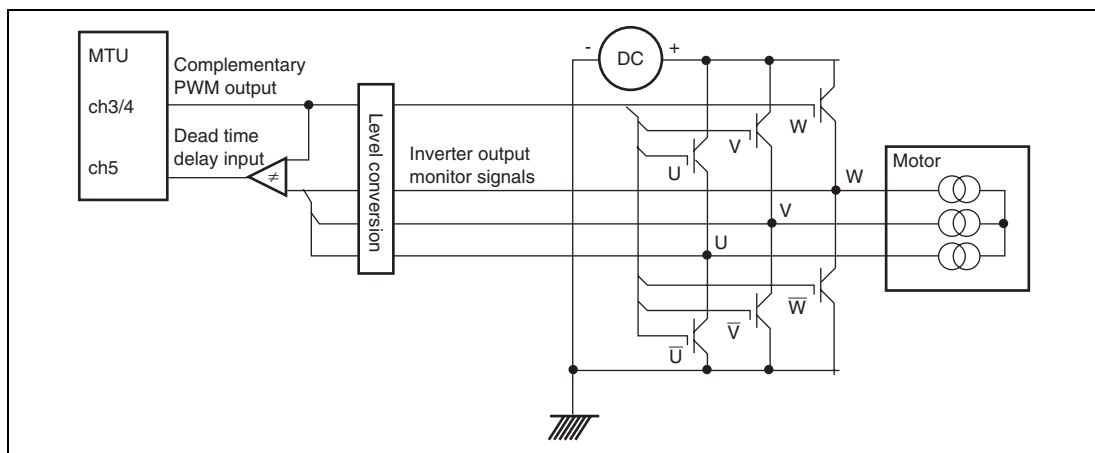 MTU
ch3/4
ch5
Complementary
PWM output
Dead time
delay input
≠
Level conversion
Inverter output
monitor signals
-
DC
+
W
V
U
W
V
U
W̅
V̅
U̅
Motor